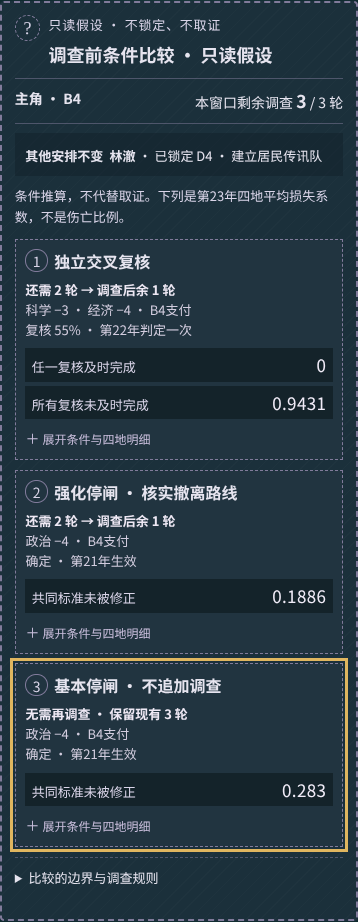 ?
只读假设 · 不锁定、不取证
调查前条件比较 · 只读假设
主角 · B4
本窗口剩余调查 3 / 3 轮
其他安排不变 林澈 · 已锁定 D4 · 建立居民传讯队
条件推算，不代替取证。下列是第23年四地平均损失系
数，不是伤亡比例。
1 独立交叉复核
还需 2 轮 → 调查后余 1 轮
科学 −3 · 经济 −4 · B4支付
复核 55% · 第22年判定一次
任一复核及时完成 0
所有复核未及时完成 0.9431
＋ 展开条件与四地明细
2 强化停闸 · 核实撤离路线
还需 2 轮 → 调查后余 1 轮
政治 −4 · B4支付
确定 · 第21年生效
共同标准未被修正 0.1886
＋ 展开条件与四地明细
3 基本停闸 · 不追加调查
无需再调查 · 保留现有 3 轮
政治 −4 · B4支付
确定 · 第21年生效
共同标准未被修正 0.283
＋ 展开条件与四地明细
▶ 比较的边界与调查规则